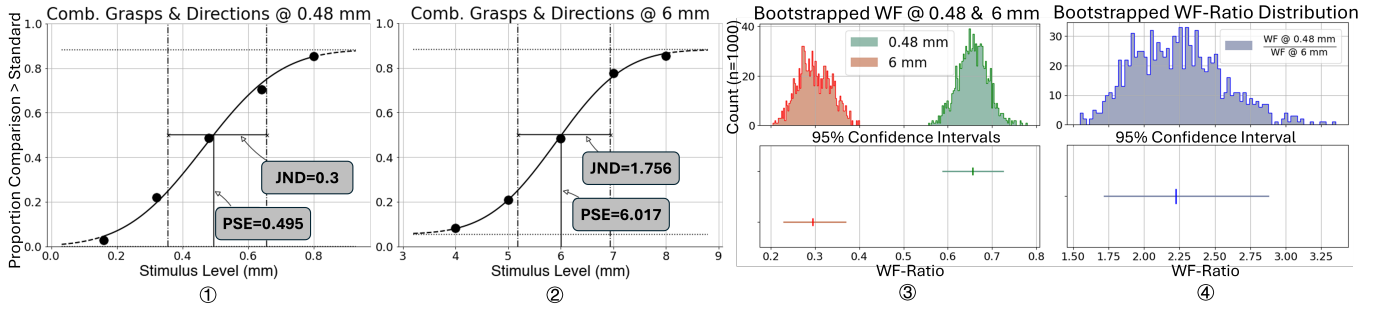 Comb. Grasps & Directions @ 0.48 mm
Proportion Comparison > Standard
1.0
0.8
0.6
0.4
0.2
0.0
JND=0.3
PSE=0.495
0.0 0.2 0.4 0.6 0.8
Stimulus Level (mm)
①
Comb. Grasps & Directions @ 6 mm
1.0
0.8
0.6
0.4
0.2
0.0
JND=1.756
PSE=6.017
3 4 5 6 7 8 9
Stimulus Level (mm)
②
Bootstrapped WF @ 0.48 & 6 mm
Count (n=1000)
40
20
0
0.48 mm
6 mm
95% Confidence Intervals
0.2 0.3 0.4 0.5 0.6 0.7 0.8
WF-Ratio
③
Bootstrapped WF-Ratio Distribution
30
20
10
0
WF @ 0.48 mm
WF @ 6 mm
95% Confidence Interval
1.50 1.75 2.00 2.25 2.50 2.75 3.00 3.25
WF-Ratio
④